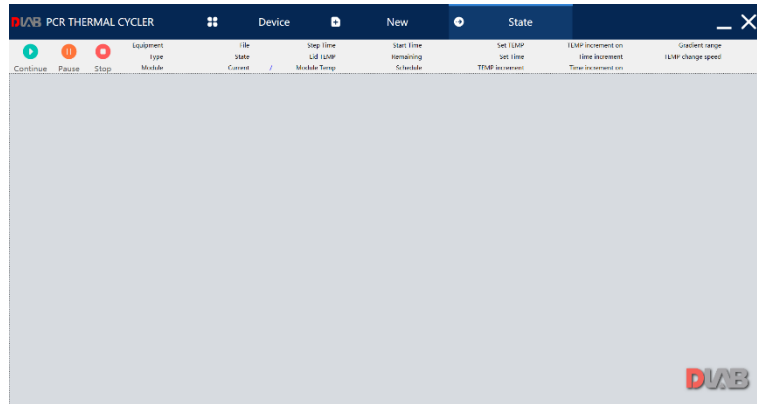 DLAB PCR THERMAL CYCLER Device New State
Equipment File Step Time Start Time Set TEMP TEMP increment on Gradient range
Type State Lid TEMP Remaining Set Time Time increment TEMP change speed
Continue Pause Stop Module Current / Module Temp Schedule TEMP increment Time increment on
DLAB